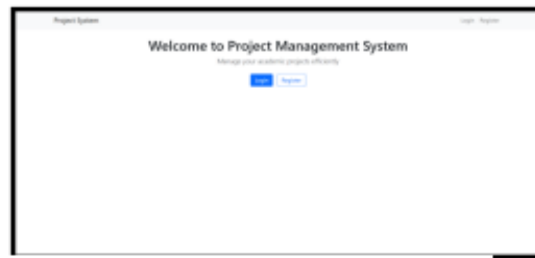 Project System
Login Register
Welcome to Project Management System
Manage your academic projects efficiently
Login Register